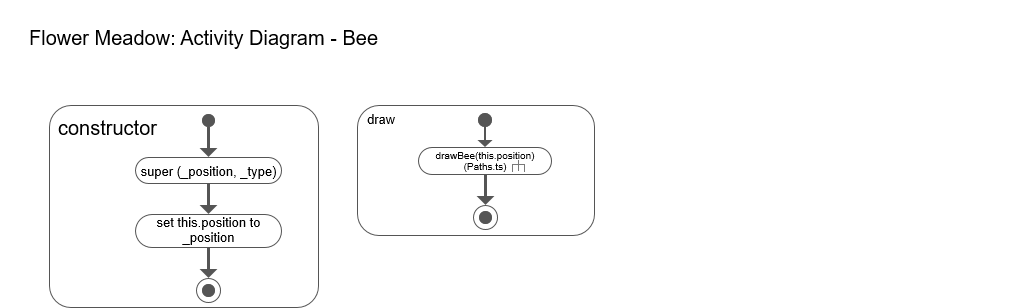 Flower Meadow: Activity Diagram - Bee
constructor
super (_position, _type)
set this.position to
_position
draw
drawBee(this.position)
(Paths.ts)